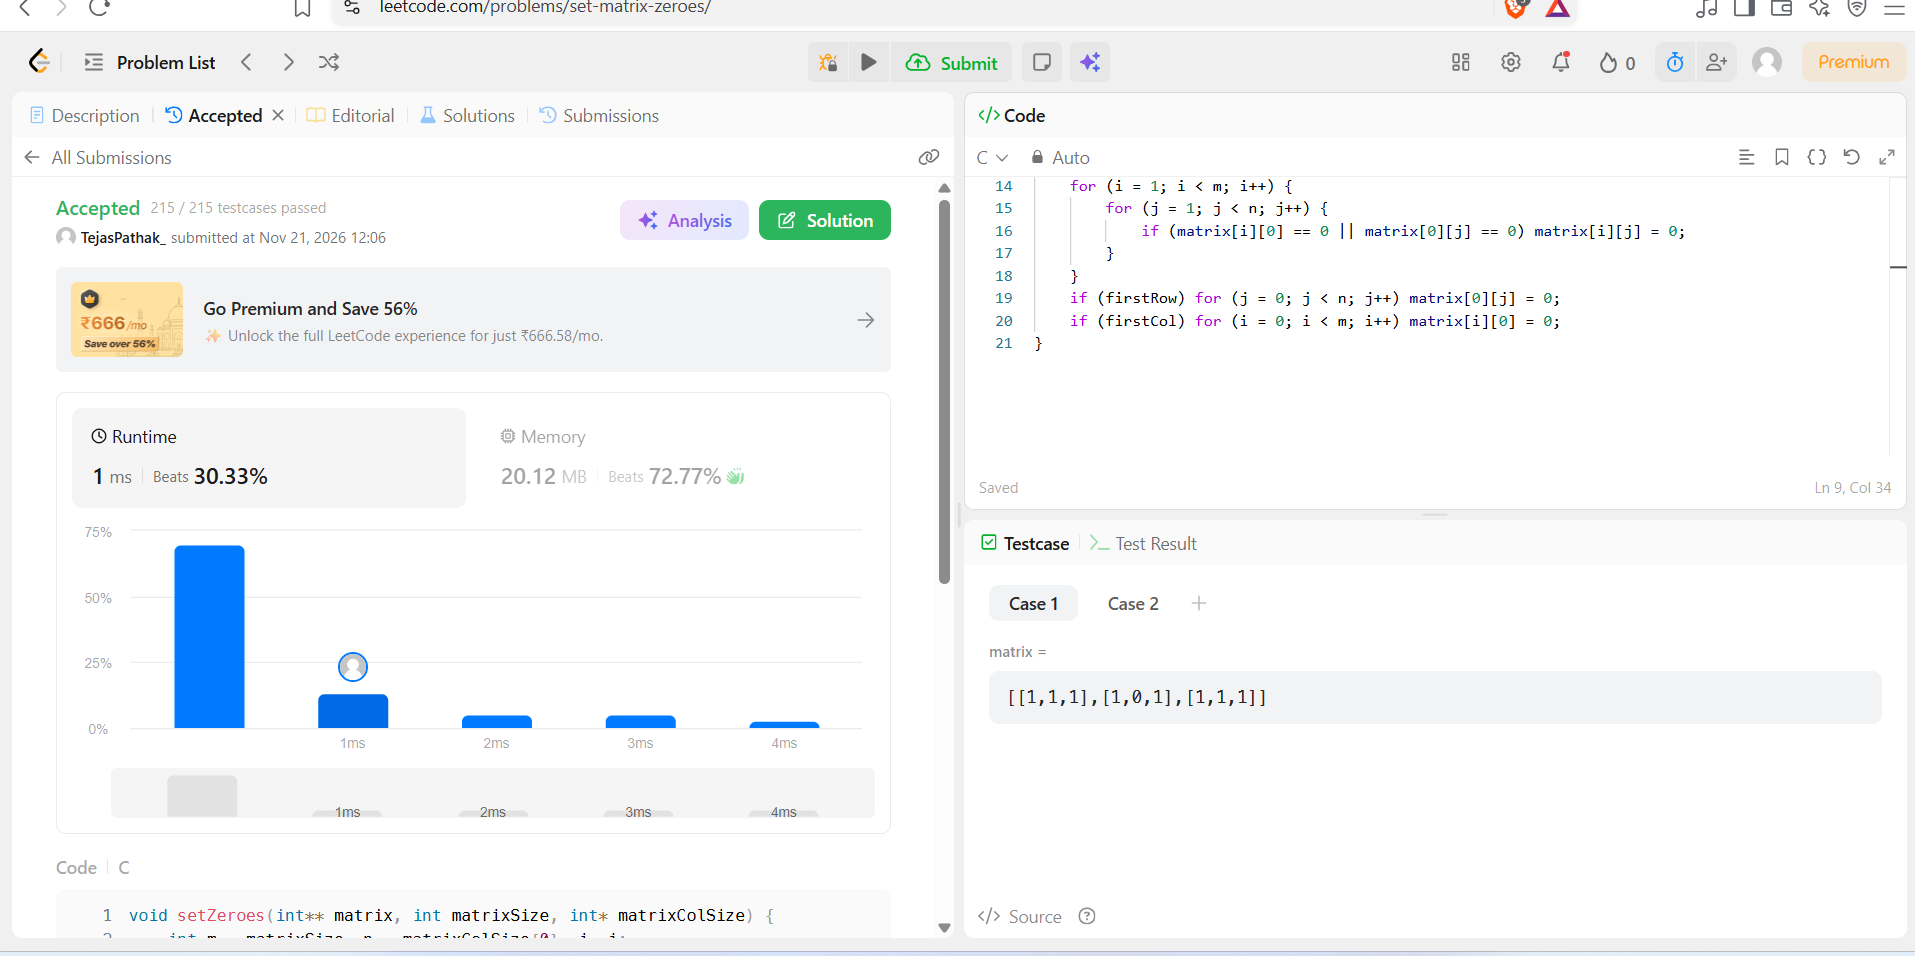 leetcode.com/problems/set-matrix-zeroes/
Problem List
Submit
0
Premium
Description
Accepted
Editorial
Solutions
Submissions
All Submissions
Accepted 215 / 215 testcases passed
TejasPathak_ submitted at Nov 21, 2026 12:06
Analysis
Solution
₹666/mo
Save over 56%
Go Premium and Save 56%
Unlock the full LeetCode experience for just ₹666.58/mo.
Runtime
1 ms Beats 30.33%
Memory
20.12 MB Beats 72.77%
75%
50%
25%
0%
1ms 2ms 3ms 4ms
1ms 2ms 3ms 4ms
Code C
1 void setZeroes(int** matrix, int matrixSize, int* matrixColSize) {
Code
C Auto
14 for (i = 1; i < m; i++) {
15 for (j = 1; j < n; j++) {
16 if (matrix[i][0] == 0 || matrix[0][j] == 0) matrix[i][j] = 0;
17 }
18 }
19 if (firstRow) for (j = 0; j < n; j++) matrix[0][j] = 0;
20 if (firstCol) for (i = 0; i < m; i++) matrix[i][0] = 0;
21 }
Saved
Ln 9, Col 34
Testcase
Test Result
Case 1 Case 2
matrix =
[[1,1,1],[1,0,1],[1,1,1]]
Source